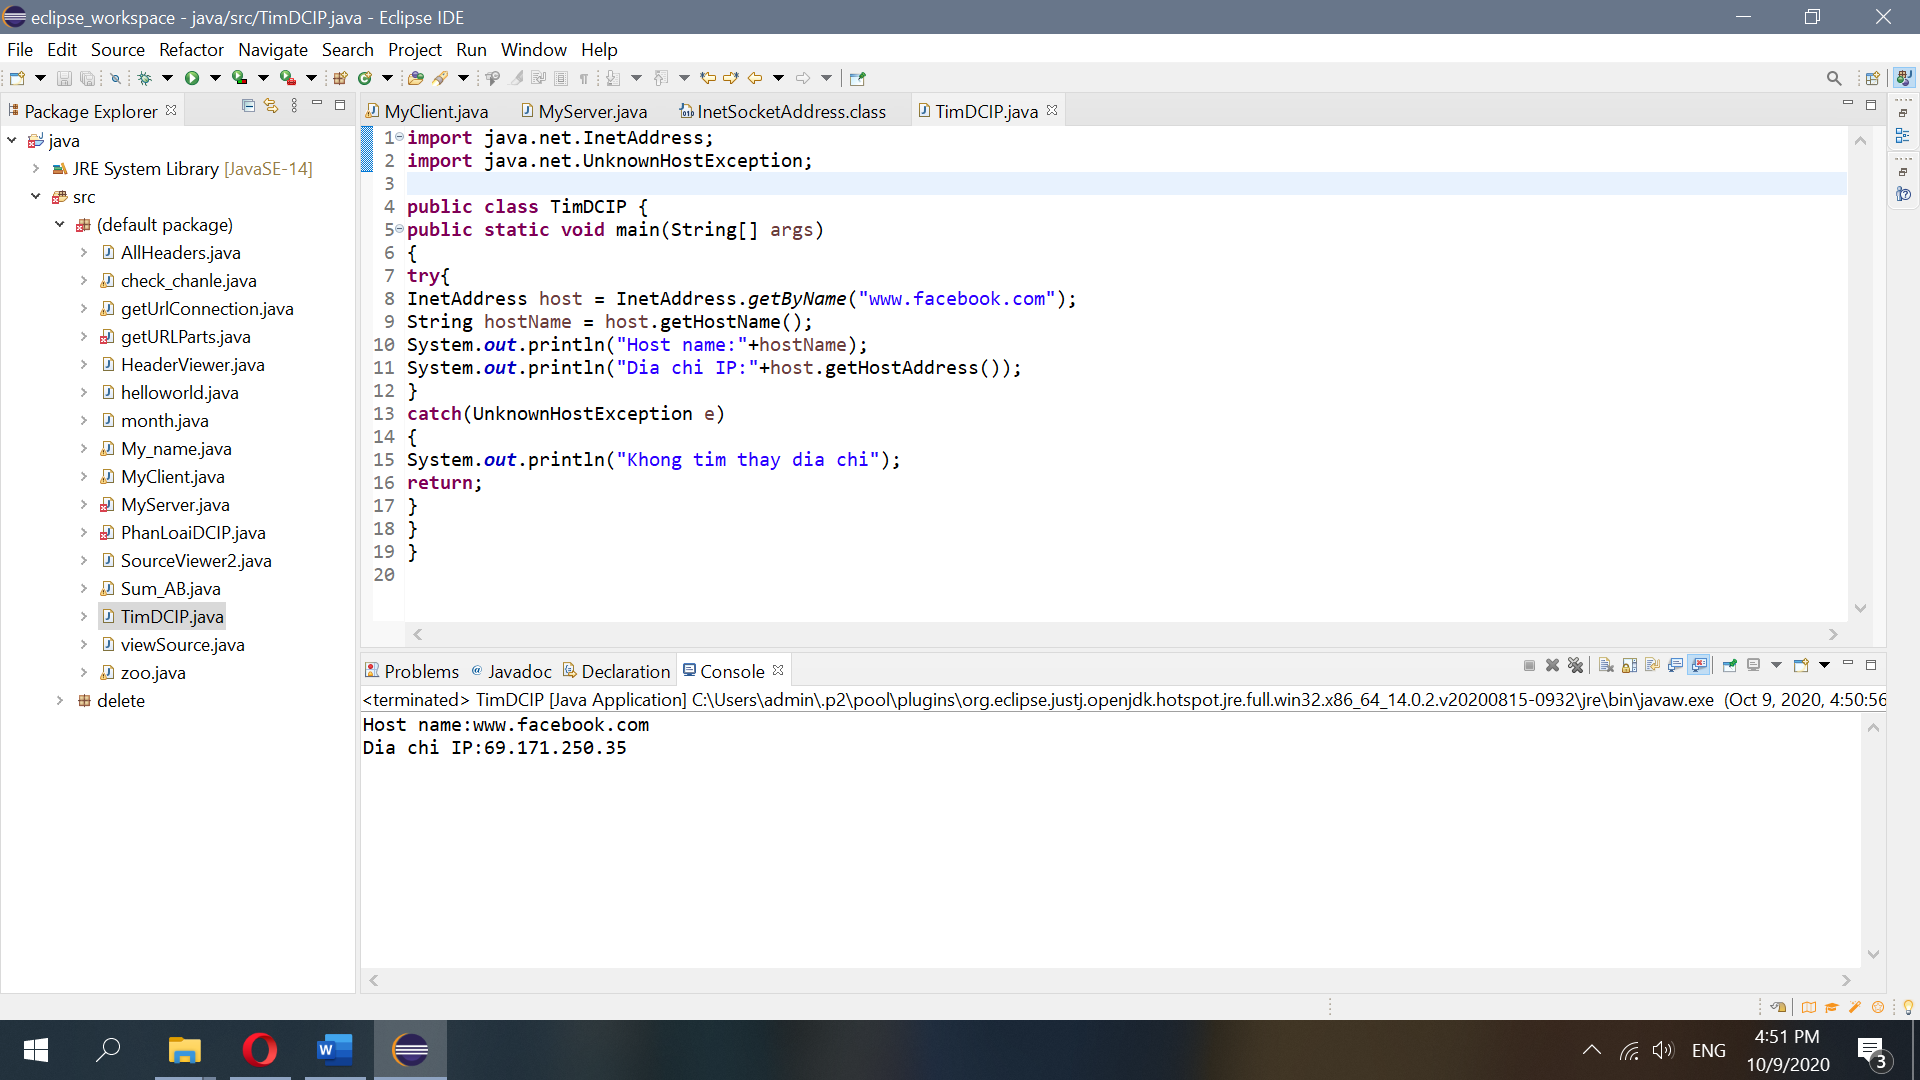 eclipse_workspace - java/src/TimDCIP.java - Eclipse IDE
File Edit Source Refactor Navigate Search Project Run Window Help
Package Explorer
java
JRE System Library [JavaSE-14]
src
(default package)
AllHeaders.java
check_chanle.java
getUrlConnection.java
getURLParts.java
HeaderViewer.java
helloworld.java
month.java
My_name.java
MyClient.java
MyServer.java
PhanLoaiDCIP.java
SourceViewer2.java
Sum_AB.java
TimDCIP.java
viewSource.java
zoo.java
delete
MyClient.java MyServer.java InetSocketAddress.class TimDCIP.java
1 import java.net.InetAddress;
2 import java.net.UnknownHostException;
3
4 public class TimDCIP {
5 public static void main(String[] args)
6 {
7 try{
8 InetAddress host = InetAddress.getByName("www.facebook.com");
9 String hostName = host.getHostName();
10 System.out.println("Host name:"+hostName);
11 System.out.println("Dia chi IP:"+host.getHostAddress());
12 }
13 catch(UnknownHostException e)
14 {
15 System.out.println("Khong tim thay dia chi");
16 return;
17 }
18 }
19 }
20
Problems Javadoc Declaration Console
<terminated> TimDCIP [Java Application] C:\Users\admin\.p2\pool\plugins\org.eclipse.justj.openjdk.hotspot.jre.full.win32.x86_64_14.0.2.v20200815-0932\jre\bin\javaw.exe (Oct 9, 2020, 4:50:56
Host name:www.facebook.com
Dia chi IP:69.171.250.35
ENG
4:51 PM
10/9/2020
3